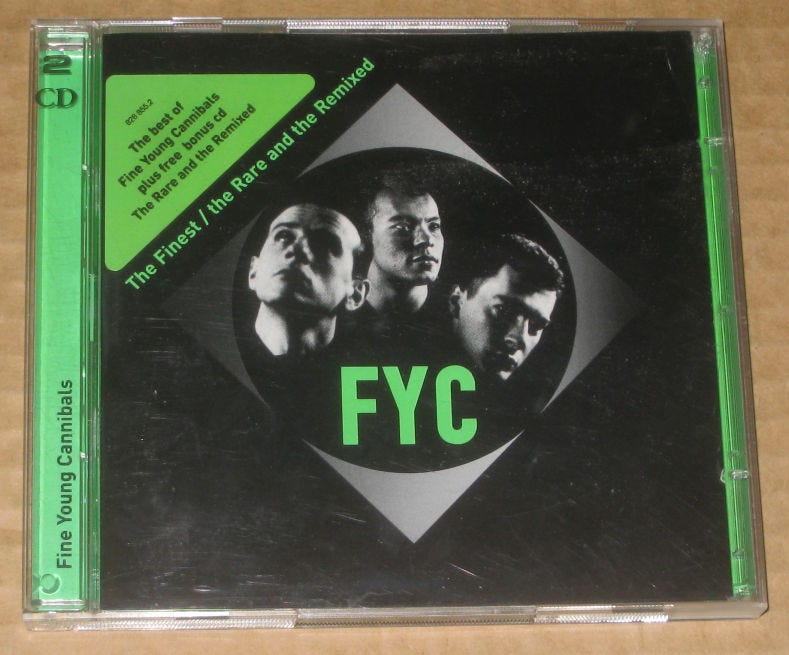 2
CD
828 855.2
The best of
Fine Young Cannibals
plus free bonus cd
The Rare and the Remixed
The Finest / the Rare and the Remixed
FYC
Fine Young Cannibals